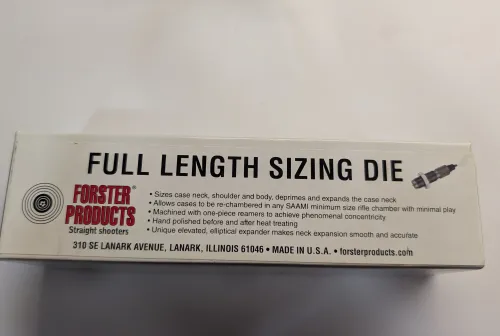 FULL LENGTH SIZING DIE
FORSTER®
PRODUCTS
Straight shooters
• Sizes case neck, shoulder and body, deprimes and expands the case neck
• Allows cases to be re-chambered in any SAAMI minimum size rifle chamber with minimal play
• Machined with one-piece reamers to achieve phenomenal concentricity
• Hand polished before and after heat treating
• Unique elevated, elliptical expander makes neck expansion smooth and accurate
310 SE LANARK AVENUE, LANARK, ILLINOIS 61046 • MADE IN U.S.A. • forsterproducts.com